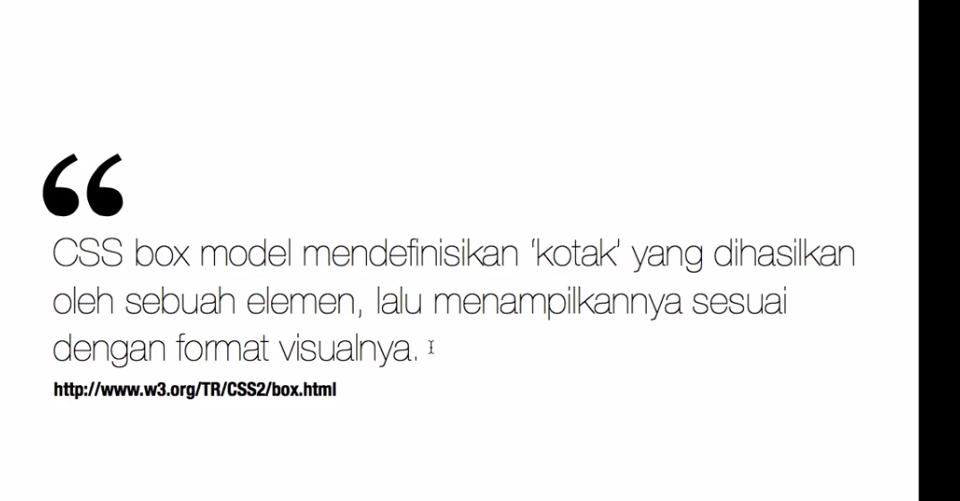 “
CSS box model mendefinisikan ‘kotak’ yang dihasilkan
oleh sebuah elemen, lalu menampilkannya sesuai
dengan format visualnya.
http://www.w3.org/TR/CSS2/box.html